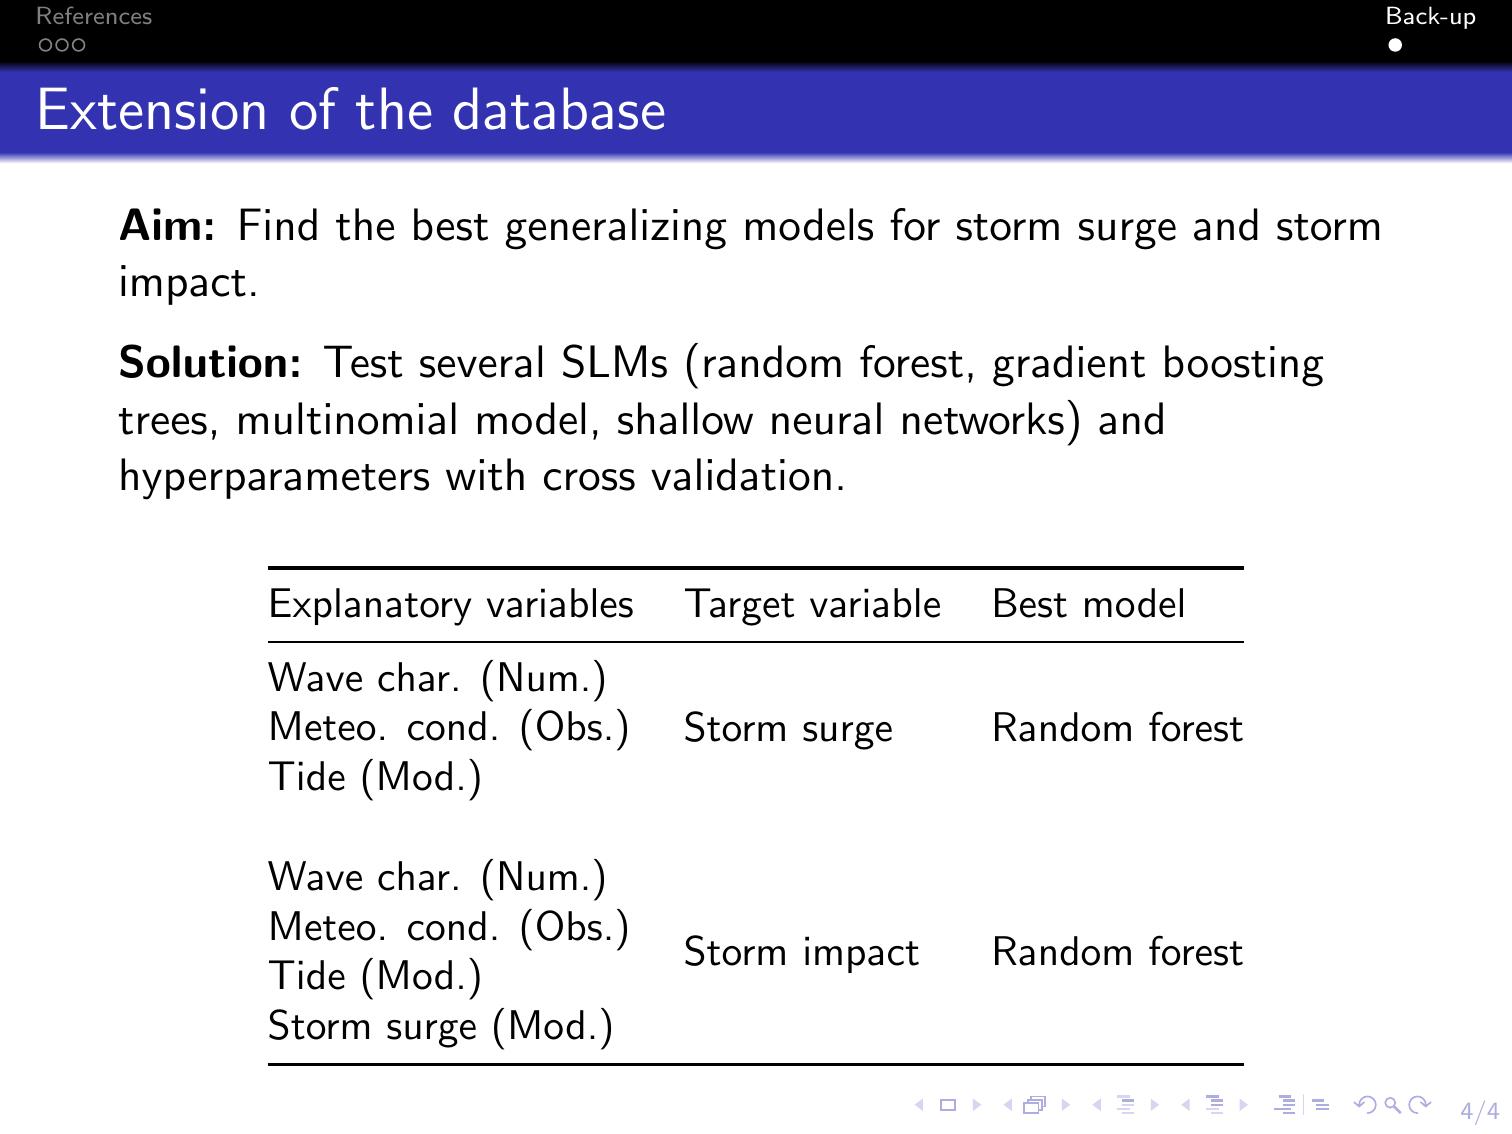 References
Back-up
Extension of the database
Aim: Find the best generalizing models for storm surge and storm
impact.
Solution: Test several SLMs (random forest, gradient boosting
trees, multinomial model, shallow neural networks) and
hyperparameters with cross validation.
Explanatory variables Target variable Best model
Wave char. (Num.)
Meteo. cond. (Obs.) Storm surge Random forest
Tide (Mod.)
Wave char. (Num.)
Meteo. cond. (Obs.)
Storm impact Random forest
Tide (Mod.)
Storm surge (Mod.)
4/4